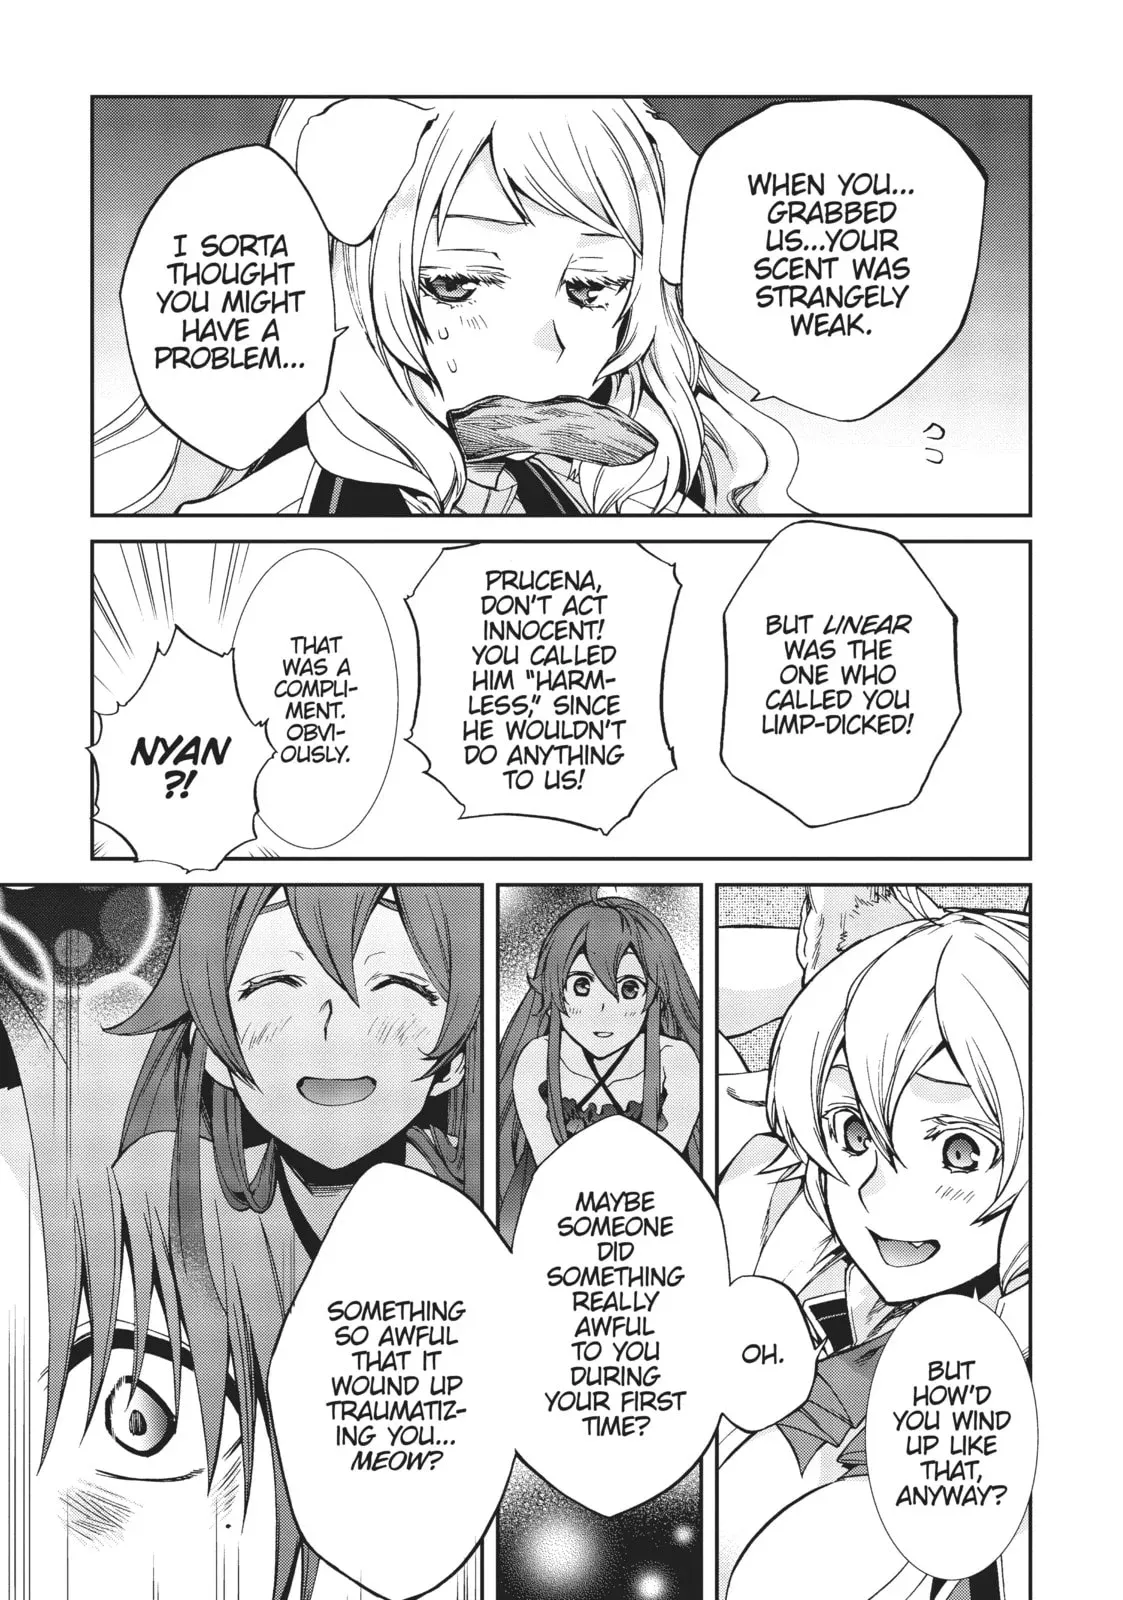 WHEN YOU...
GRABBED
US...YOUR
SCENT WAS
STRANGELY
WEAK.
I SORTA
THOUGHT
YOU MIGHT
HAVE A
PROBLEM...
BUT LINEAR
WAS THE
ONE WHO
CALLED YOU
LIMP-DICKED!
PRUCENA,
DON'T ACT
INNOCENT!
YOU CALLED
HIM "HARM-
LESS," SINCE
HE WOULDN'T
DO ANYTHING
TO US!
THAT
WAS A
COMPLI-
MENT.
OBVI-
OUSLY.
NYAN
?!
BUT
HOW'D
YOU WIND
UP LIKE
THAT,
ANYWAY?
OH.
MAYBE
SOMEONE
DID
SOMETHING
REALLY
AWFUL
TO YOU
DURING
YOUR FIRST
TIME?
SOMETHING
SO AWFUL
THAT IT
WOUND UP
TRAUMATIZ-
ING YOU...
MEOW?